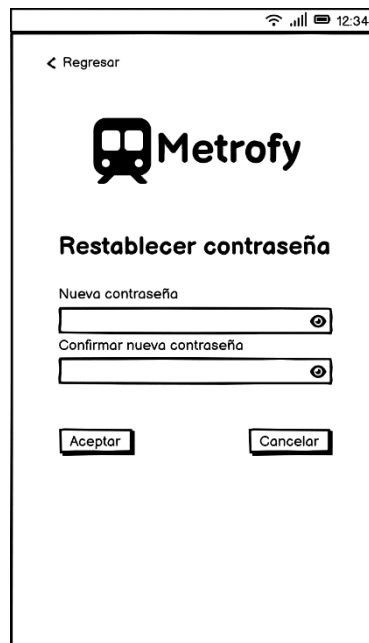 12:34
Regresar
Metrofy
Restablecer contraseña
Nueva contraseña
Confirmar nueva contraseña
Aceptar
Cancelar